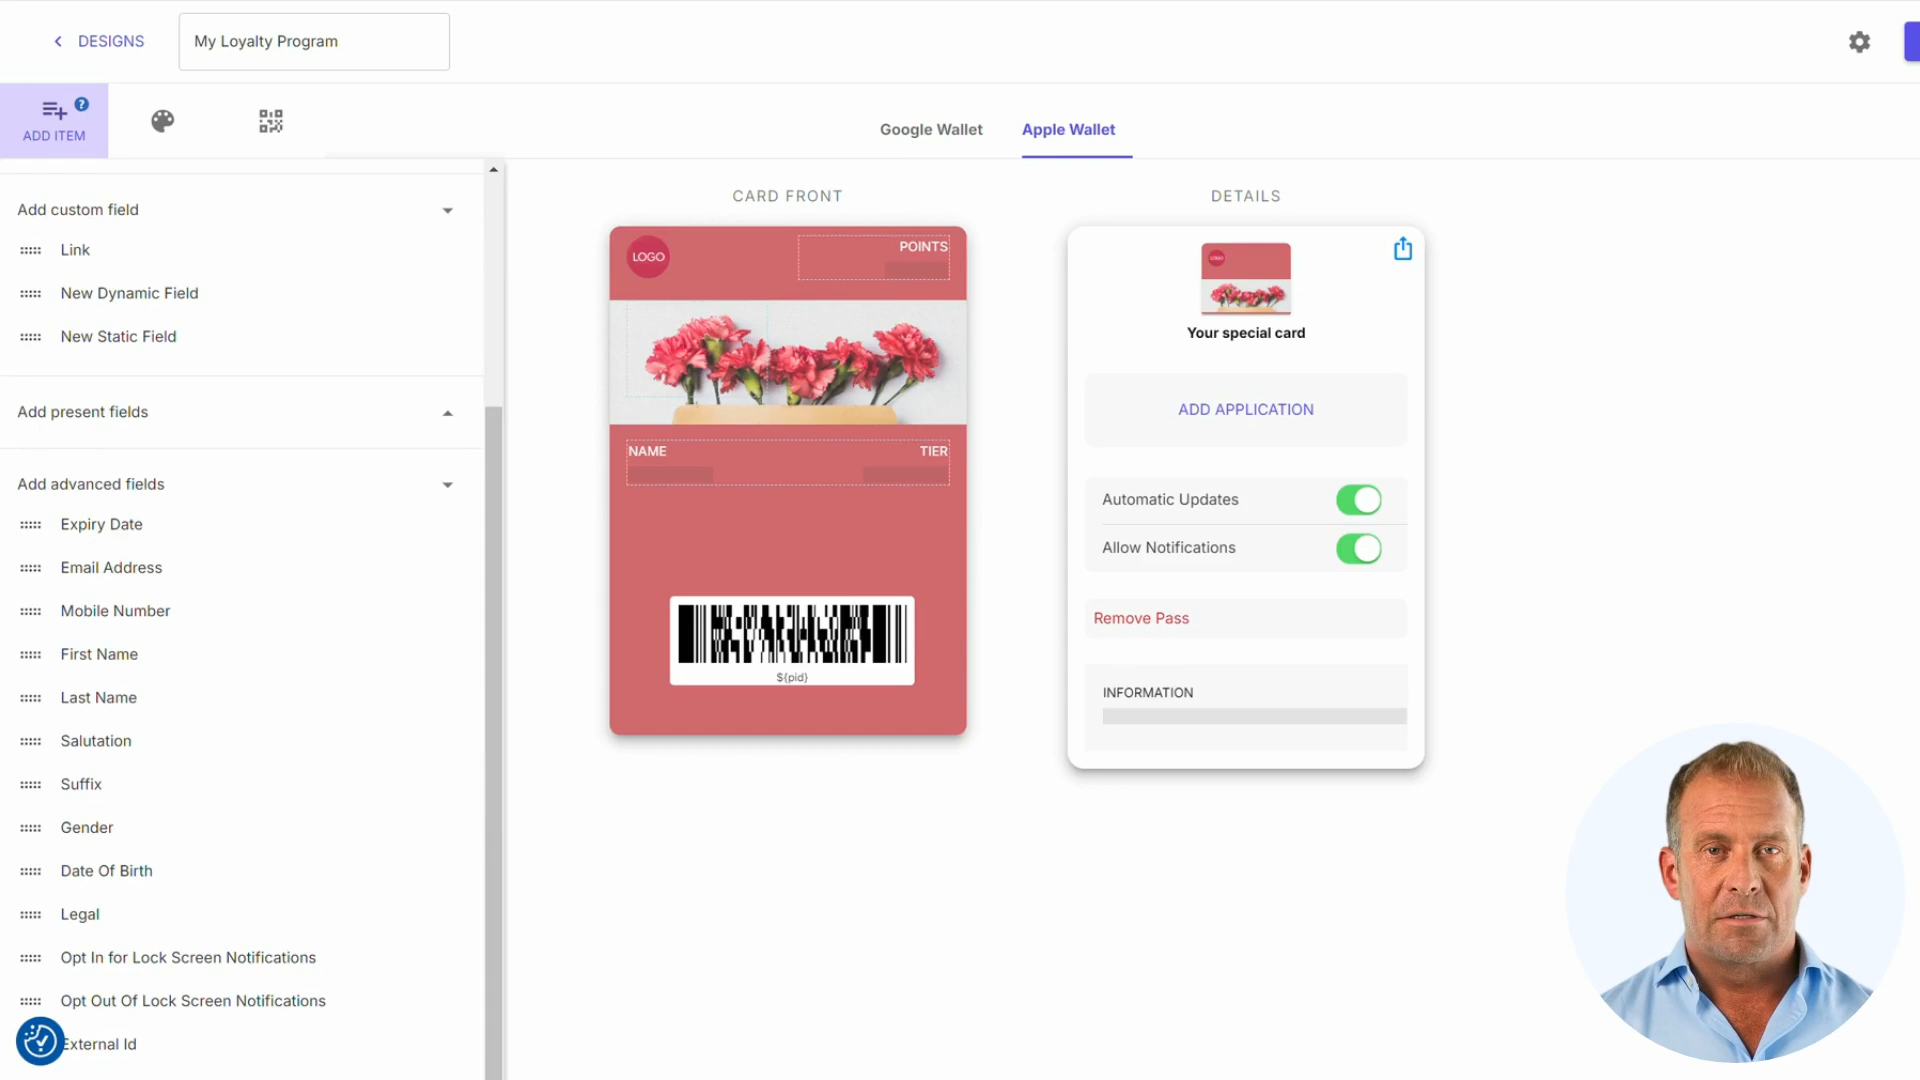 DESIGNS
My Loyalty Program
ADD ITEM
?
Google Wallet
Apple Wallet
Add custom field
Link
New Dynamic Field
New Static Field
Add present fields
Add advanced fields
Expiry Date
Email Address
Mobile Number
First Name
Last Name
Salutation
Suffix
Gender
Date Of Birth
Legal
Opt In for Lock Screen Notifications
Opt Out Of Lock Screen Notifications
External Id
CARD FRONT
LOGO
POINTS
NAME
TIER
${pid}
DETAILS
LOGO
Your special card
ADD APPLICATION
Automatic Updates
Allow Notifications
Remove Pass
INFORMATION